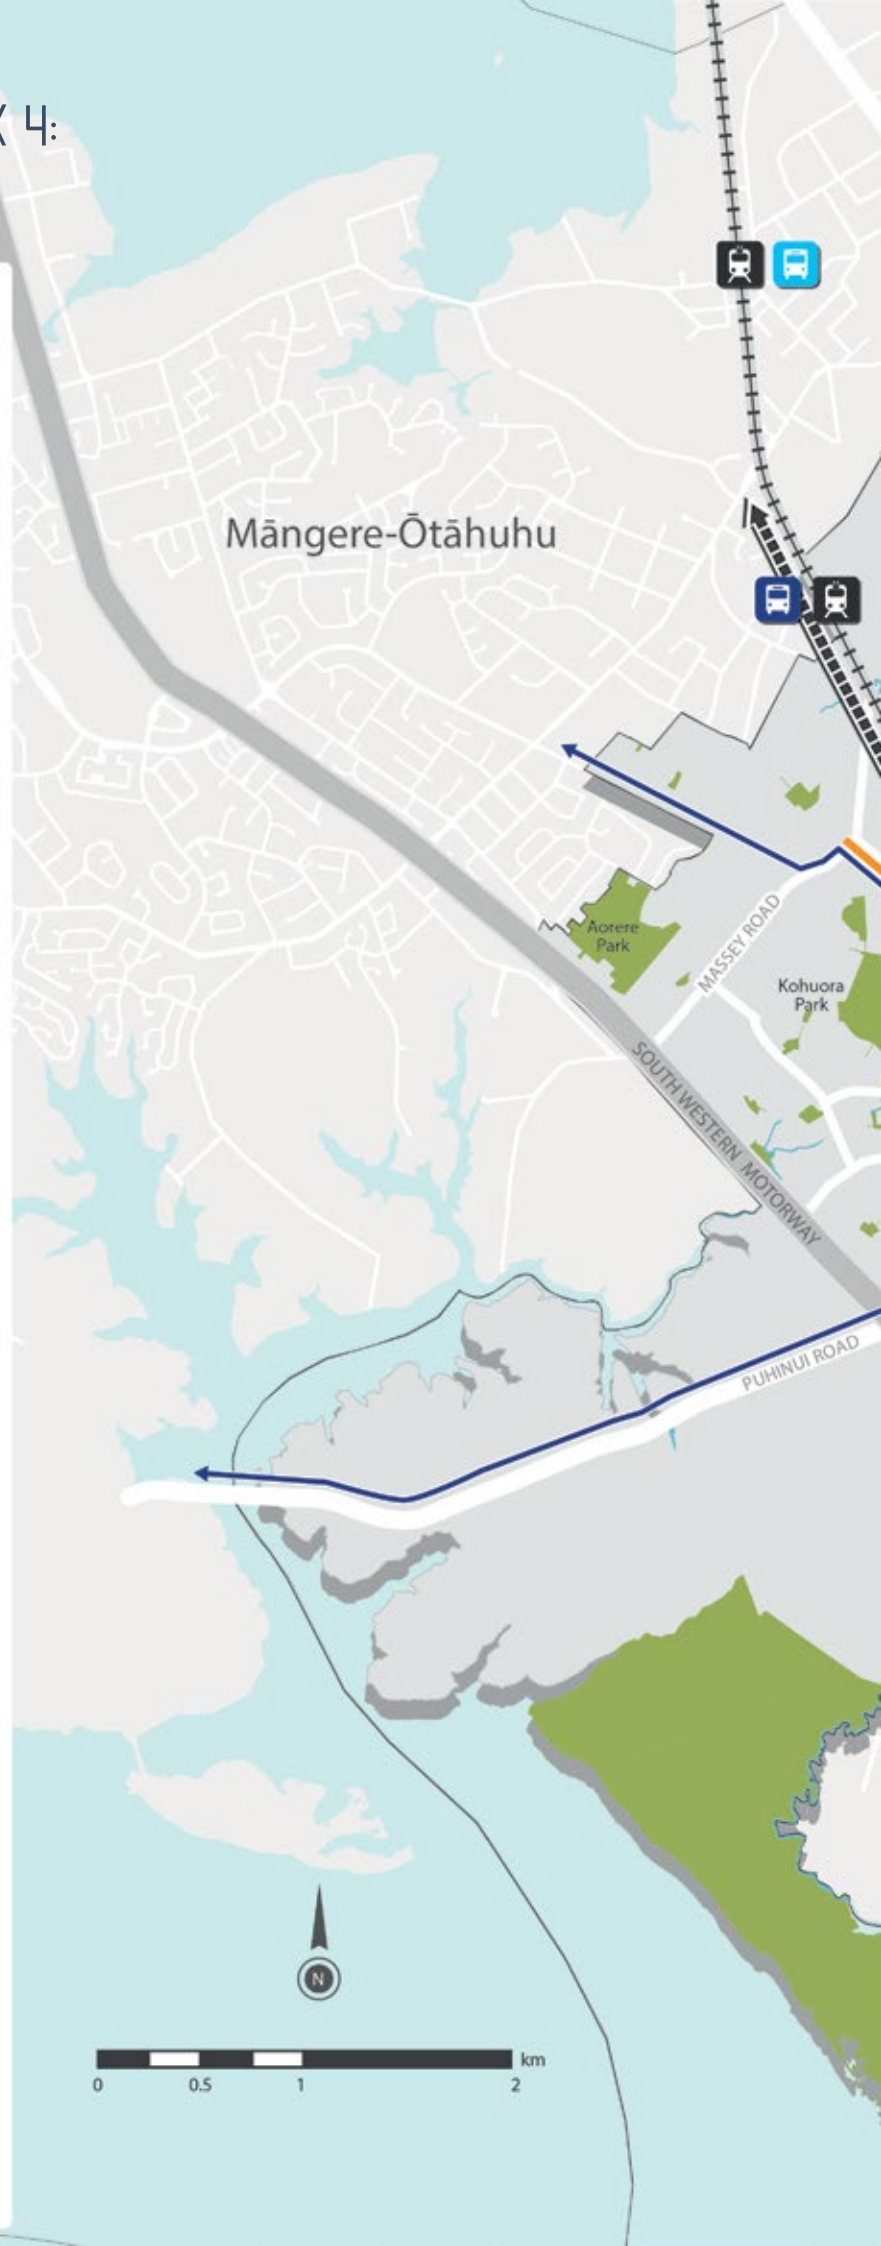 4:
Māngere-Ōtāhuhu
Aorere
Park
MASSEY ROAD
Kohuora
Park
SOUTH WESTERN MOTORWAY
PUHINUI ROAD
N
km
0 0.5 1 2